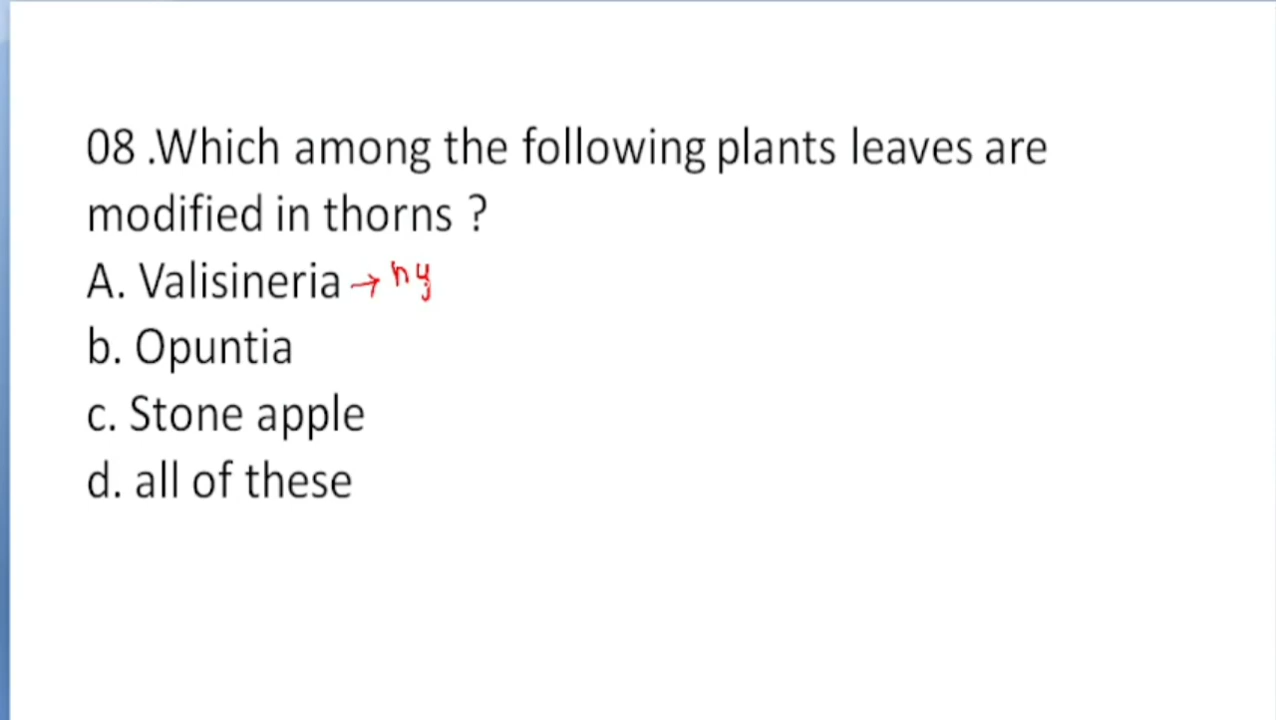 08 .Which among the following plants leaves are
modified in thorns ?
A. Valisineria → hy
b. Opuntia
c. Stone apple
d. all of these